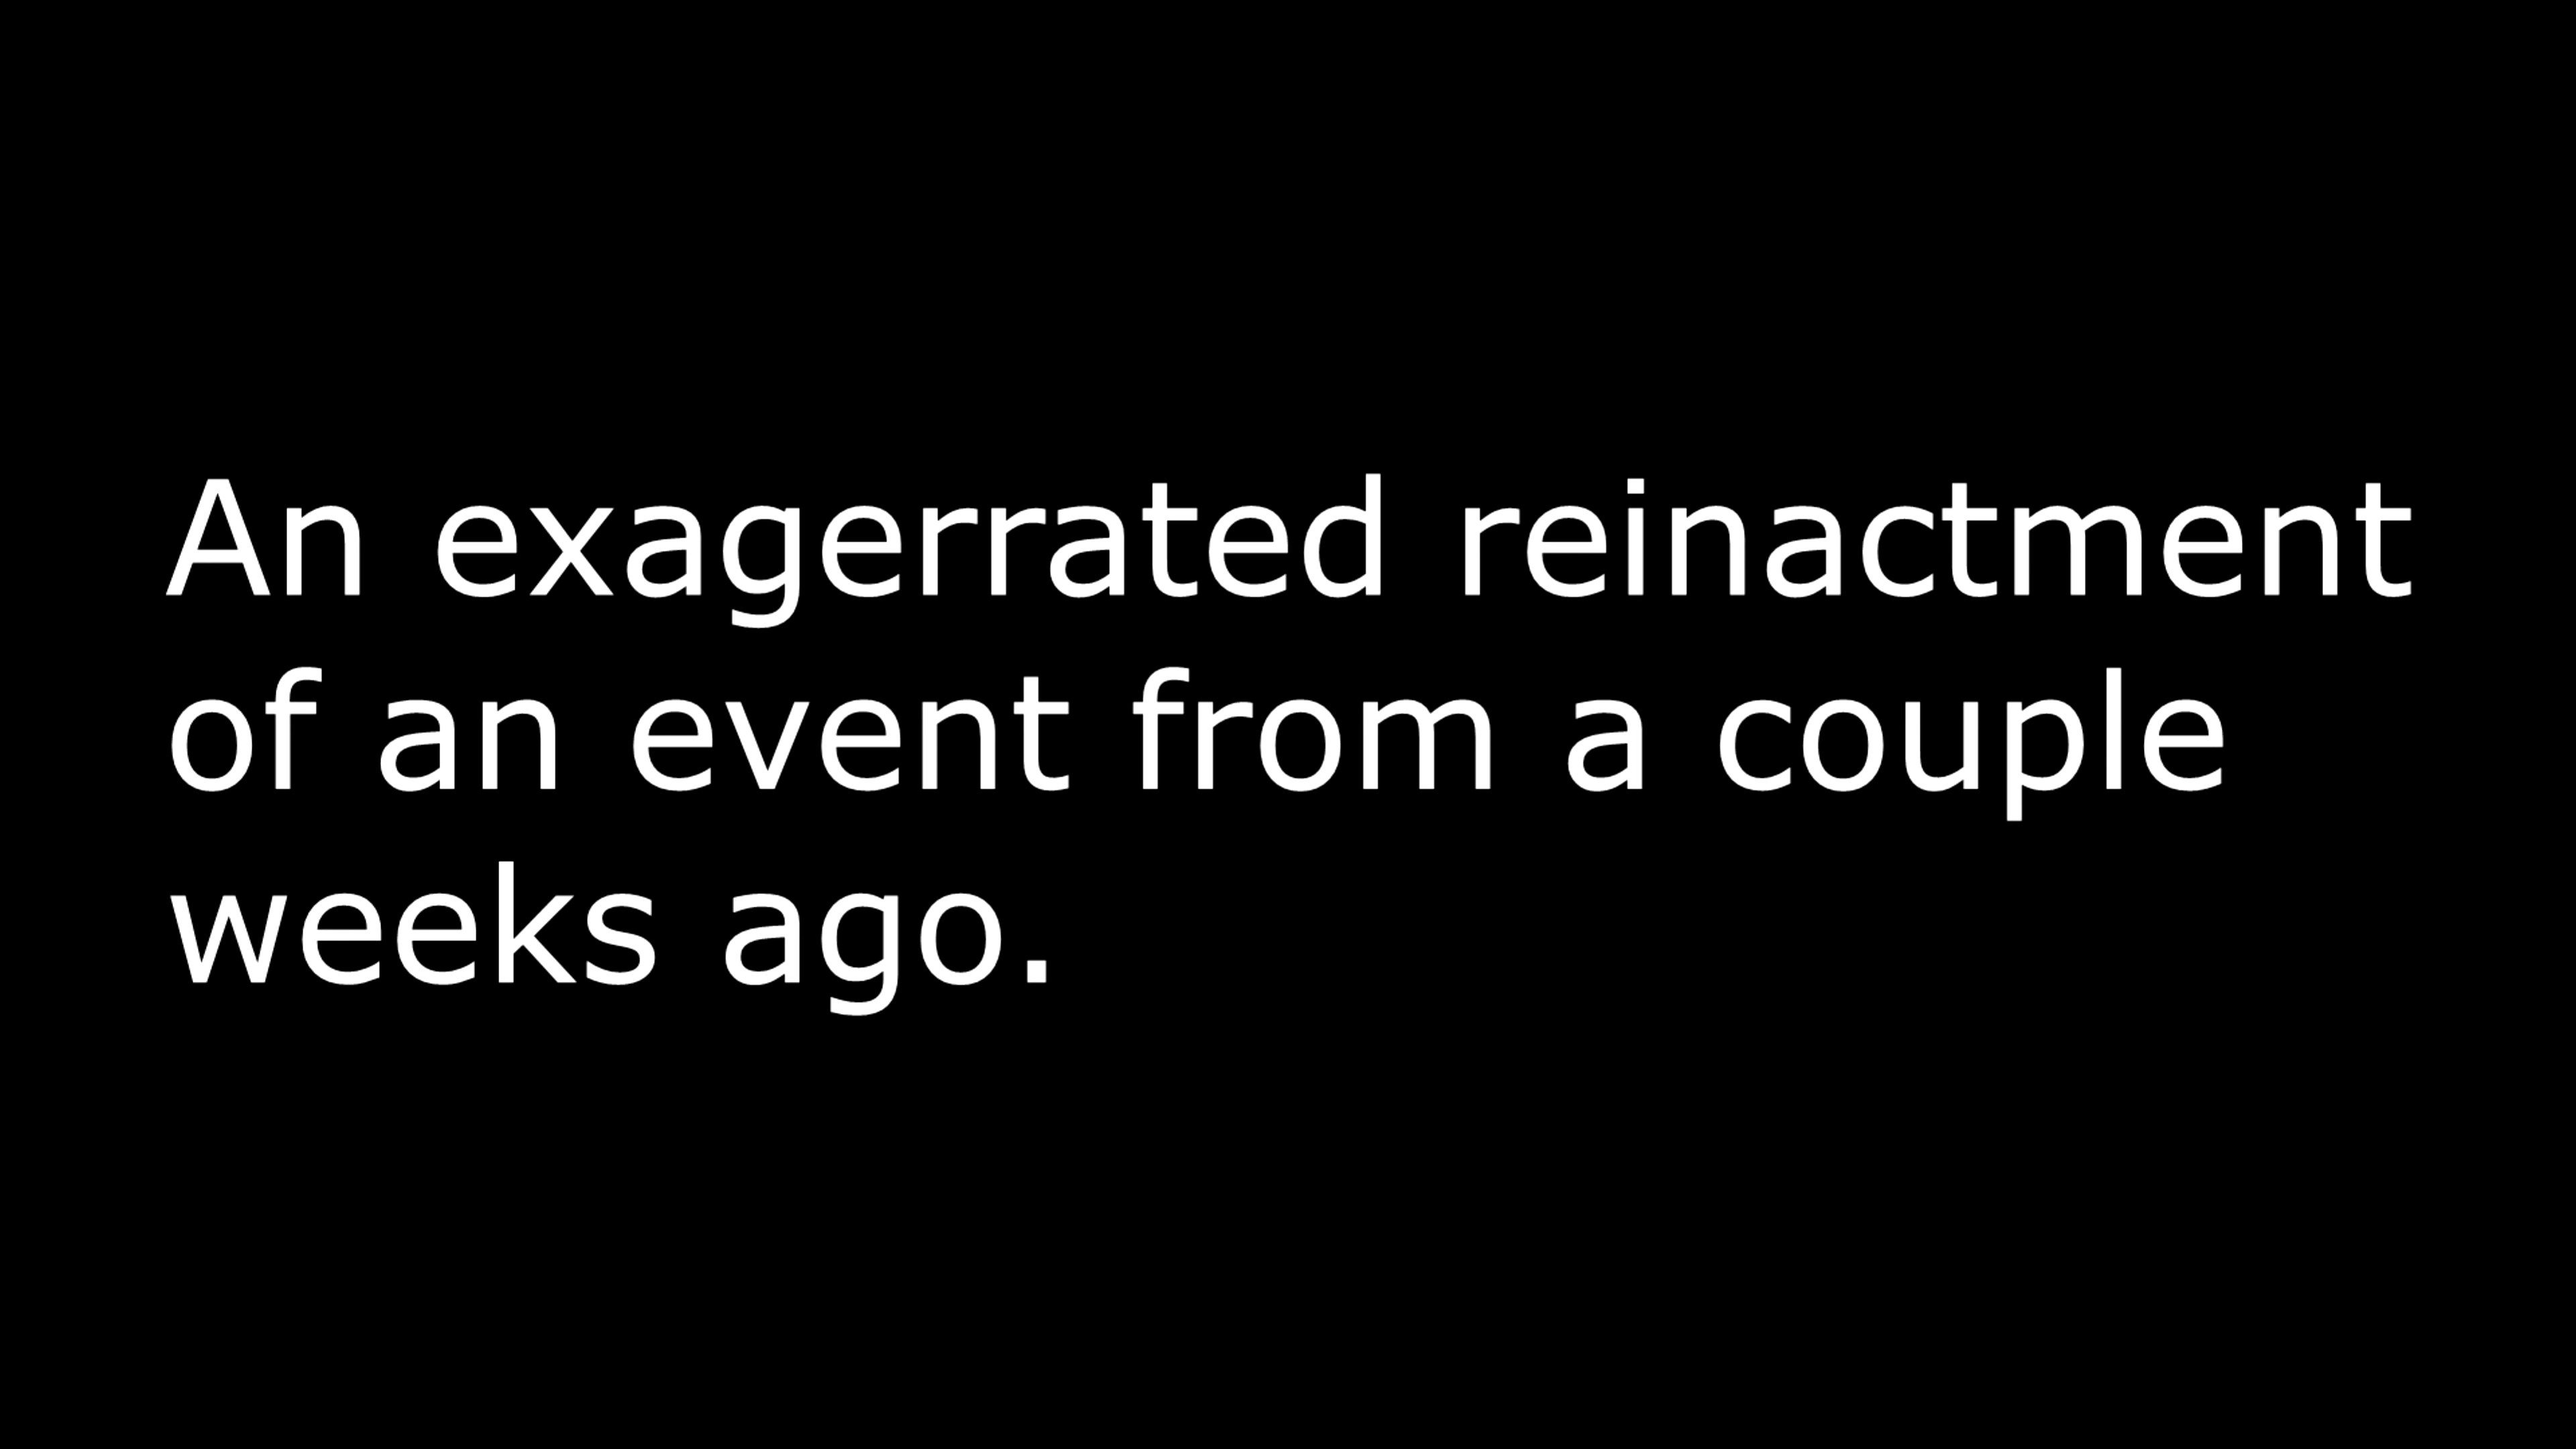 An exagerrated reinactment
of an event from a couple
weeks ago.